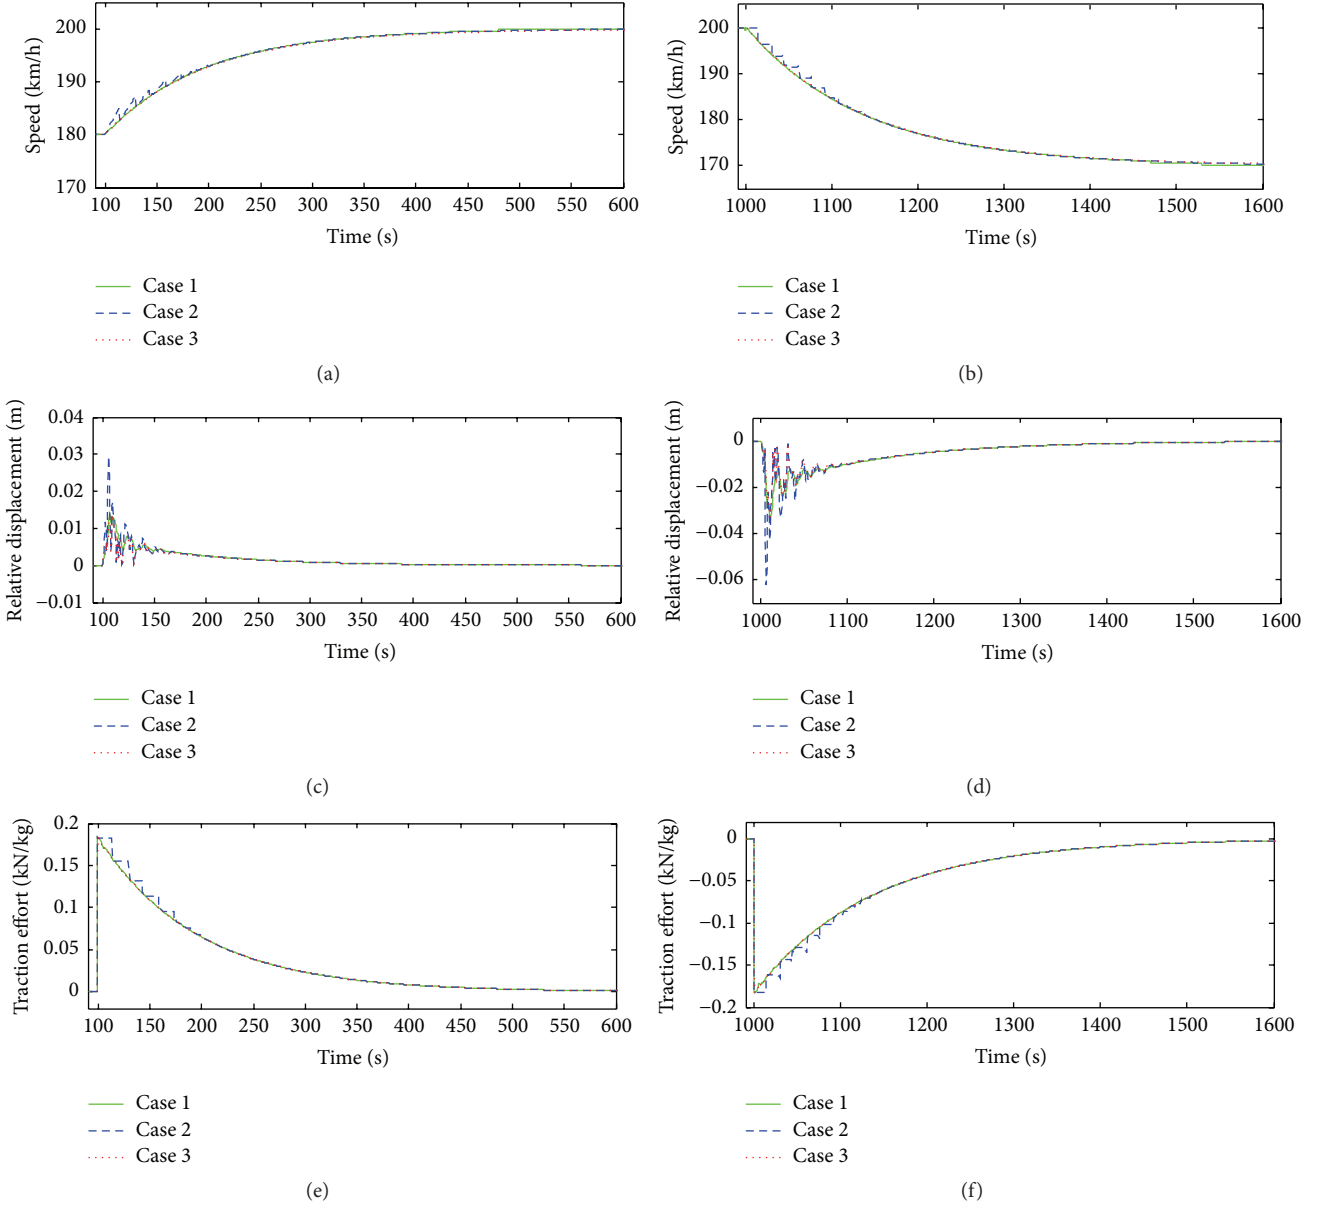 Speed (km/h)
200
190
180
170
100 150 200 250 300 350 400 450 500 550 600
Time (s)
Case 1
Case 2
Case 3
(a)
Speed (km/h)
200
190
180
170
1000 1100 1200 1300 1400 1500 1600
Time (s)
Case 1
Case 2
Case 3
(b)
Relative displacement (m)
0.04
0.03
0.02
0.01
0
−0.01
100 150 200 250 300 350 400 450 500 550 600
Time (s)
Case 1
Case 2
Case 3
(c)
Relative displacement (m)
0
−0.02
−0.04
−0.06
1000 1100 1200 1300 1400 1500 1600
Time (s)
Case 1
Case 2
Case 3
(d)
Traction effort (kN/kg)
0.2
0.15
0.1
0.05
0
100 150 200 250 300 350 400 450 500 550 600
Time (s)
Case 1
Case 2
Case 3
(e)
Traction effort (kN/kg)
0
−0.05
−0.1
−0.15
−0.2
1000 1100 1200 1300 1400 1500 1600
Time (s)
Case 1
Case 2
Case 3
(f)